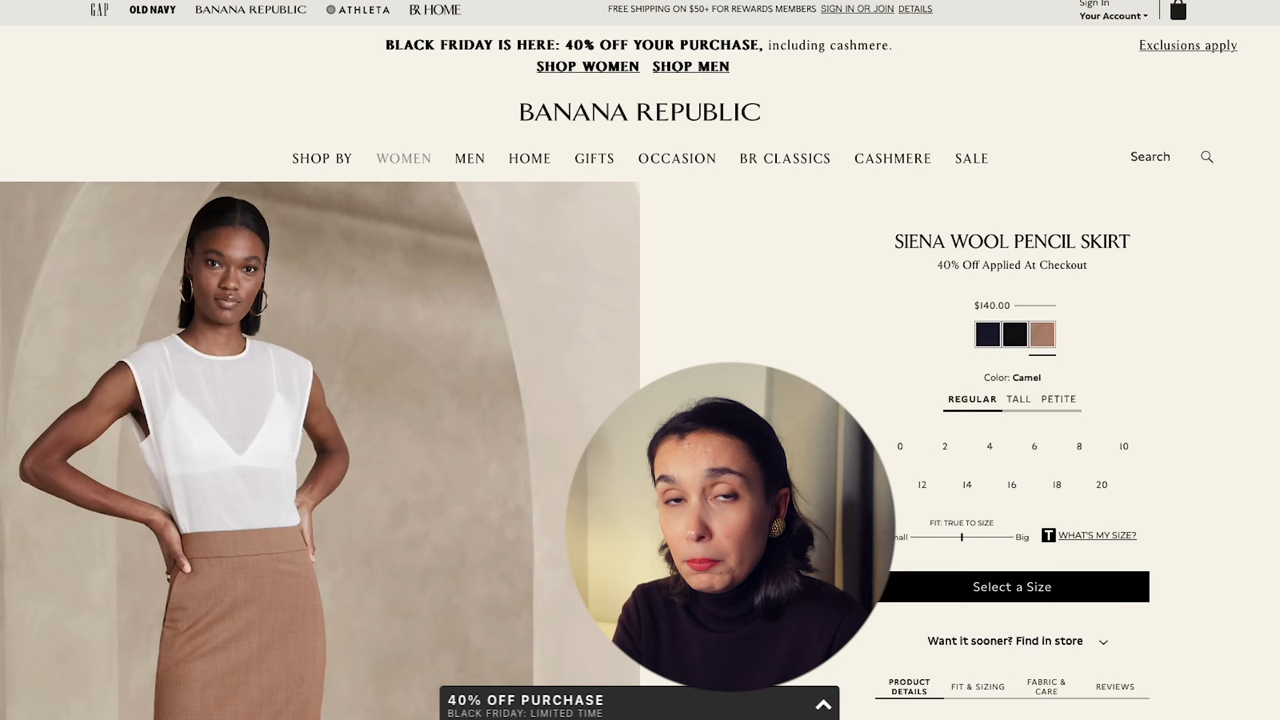 GAP OLD NAVY BANANA REPUBLIC ATHLETA BR HOME
FREE SHIPPING ON $50+ FOR REWARDS MEMBERS SIGN IN OR JOIN DETAILS
Sign In
Your Account
BLACK FRIDAY IS HERE: 40% OFF YOUR PURCHASE, including cashmere.
Exclusions apply
SHOP WOMEN SHOP MEN
BANANA REPUBLIC
SHOP BY WOMEN MEN HOME GIFTS OCCASION BR CLASSICS CASHMERE SALE
Search
SIENA WOOL PENCIL SKIRT
40% Off Applied At Checkout
$140.00
Color: Camel
REGULAR TALL PETITE
0 2 4 6 8 10
12 14 16 18 20
FIT: TRUE TO SIZE
Big
T WHAT'S MY SIZE?
Select a Size
Want it sooner? Find in store
PRODUCT DETAILS
FIT & SIZING
FABRIC & CARE
REVIEWS
40% OFF PURCHASE
BLACK FRIDAY: LIMITED TIME